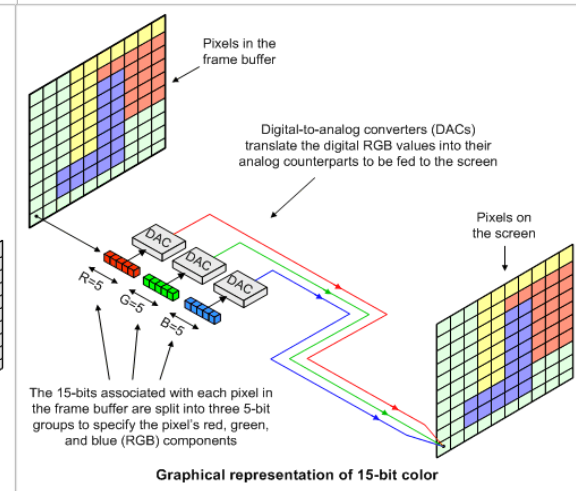 Pixels in the
frame buffer
Digital-to-analog converters (DACs)
translate the digital RGB values into their
analog counterparts to be fed to the screen
Pixels on
the screen
DAC
DAC
DAC
R=5
G=5
B=5
The 15-bits associated with each pixel in
the frame buffer are split into three 5-bit
groups to specify the pixel's red, green,
and blue (RGB) components
Graphical representation of 15-bit color